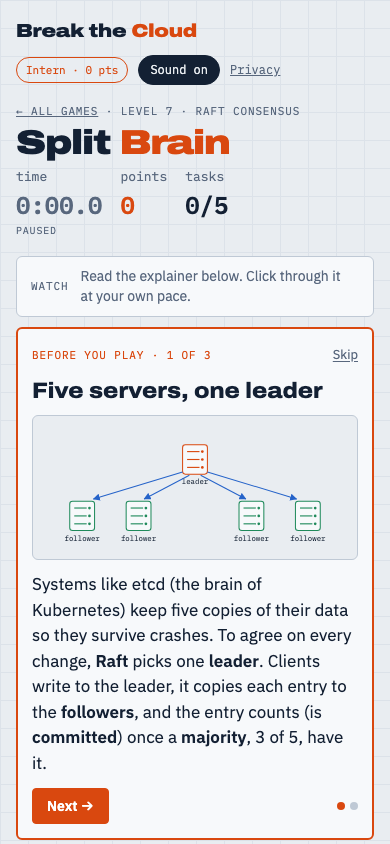 Break the Cloud
Intern · 0 pts
Sound on
Privacy
← ALL GAMES · LEVEL 7 · RAFT CONSENSUS
Split Brain
time points tasks
0:00.0 0 0/5
PAUSED
WATCH
Read the explainer below. Click through it
at your own pace.
BEFORE YOU PLAY · 1 OF 3
Skip
Five servers, one leader
leader
follower follower follower follower
Systems like etcd (the brain of
Kubernetes) keep five copies of their data
so they survive crashes. To agree on every
change, Raft picks one leader. Clients
write to the leader, it copies each entry to
the followers, and the entry counts (is
committed) once a majority, 3 of 5, have
it.
Next →